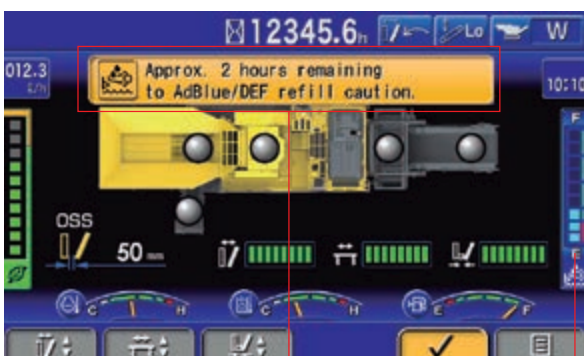 12345.6h
Lo
W
012.3
ℓ/h
Approx. 2 hours remaining
to AdBlue/DEF refill caution.
10:10
F
E
OSS
50 mm
C H
C H
E F